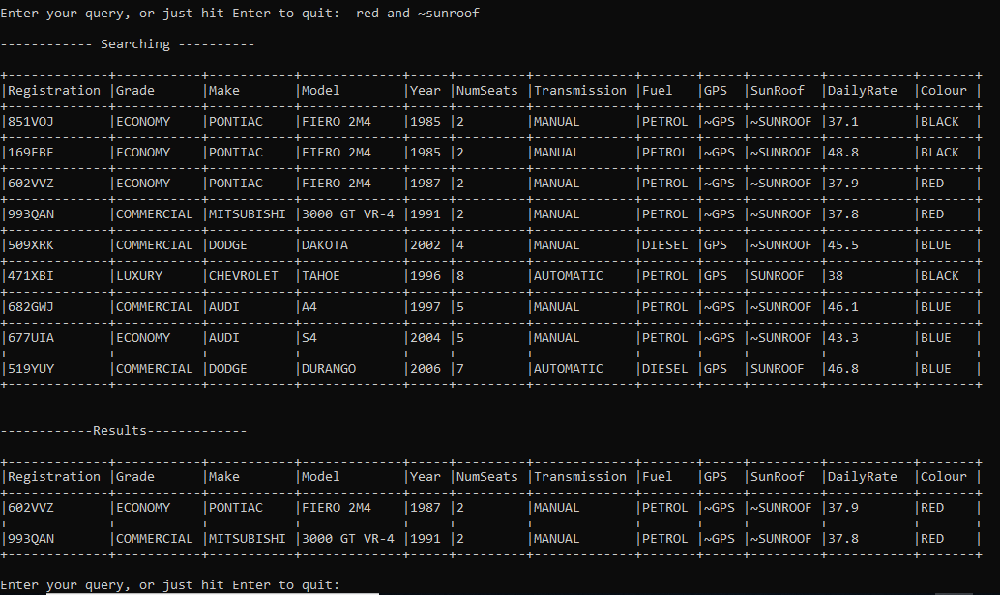 Enter your query, or just hit Enter to quit:  red and ~sunroof
------------ Searching ----------
+-------------+-----------+-----------+-------------+-----+---------+-------------+-------+-----+---------+-----------+-------+
|Registration |Grade      |Make       |Model        |Year |NumSeats |Transmission |Fuel   |GPS  |SunRoof  |DailyRate  |Colour |
+-------------+-----------+-----------+-------------+-----+---------+-------------+-------+-----+---------+-----------+-------+
|851VOJ       |ECONOMY    |PONTIAC    |FIERO 2M4    |1985 |2        |MANUAL       |PETROL |~GPS |~SUNROOF |37.1       |BLACK  |
+-------------+-----------+-----------+-------------+-----+---------+-------------+-------+-----+---------+-----------+-------+
|169FBE       |ECONOMY    |PONTIAC    |FIERO 2M4    |1985 |2        |MANUAL       |PETROL |~GPS |~SUNROOF |48.8       |BLACK  |
+-------------+-----------+-----------+-------------+-----+---------+-------------+-------+-----+---------+-----------+-------+
|602VVZ       |ECONOMY    |PONTIAC    |FIERO 2M4    |1987 |2        |MANUAL       |PETROL |~GPS |~SUNROOF |37.9       |RED    |
+-------------+-----------+-----------+-------------+-----+---------+-------------+-------+-----+---------+-----------+-------+
|993QAN       |COMMERCIAL |MITSUBISHI |3000 GT VR-4 |1991 |2        |MANUAL       |PETROL |~GPS |~SUNROOF |37.8       |RED    |
+-------------+-----------+-----------+-------------+-----+---------+-------------+-------+-----+---------+-----------+-------+
|509XRK       |COMMERCIAL |DODGE      |DAKOTA       |2002 |4        |MANUAL       |DIESEL |GPS  |~SUNROOF |45.5       |BLUE   |
+-------------+-----------+-----------+-------------+-----+---------+-------------+-------+-----+---------+-----------+-------+
|471XBI       |LUXURY     |CHEVROLET  |TAHOE        |1996 |8        |AUTOMATIC    |PETROL |GPS  |SUNROOF  |38         |BLACK  |
+-------------+-----------+-----------+-------------+-----+---------+-------------+-------+-----+---------+-----------+-------+
|682GWJ       |COMMERCIAL |AUDI       |A4           |1997 |5        |MANUAL       |PETROL |~GPS |~SUNROOF |46.1       |BLUE   |
+-------------+-----------+-----------+-------------+-----+---------+-------------+-------+-----+---------+-----------+-------+
|677UIA       |ECONOMY    |AUDI       |S4           |2004 |5        |MANUAL       |PETROL |~GPS |~SUNROOF |43.3       |BLUE   |
+-------------+-----------+-----------+-------------+-----+---------+-------------+-------+-----+---------+-----------+-------+
|519YUY       |COMMERCIAL |DODGE      |DURANGO      |2006 |7        |AUTOMATIC    |DIESEL |GPS  |SUNROOF  |46.8       |BLUE   |
+-------------+-----------+-----------+-------------+-----+---------+-------------+-------+-----+---------+-----------+-------+
------------Results-------------
+-------------+-----------+-----------+-------------+-----+---------+-------------+-------+-----+---------+-----------+-------+
|Registration |Grade      |Make       |Model        |Year |NumSeats |Transmission |Fuel   |GPS  |SunRoof  |DailyRate  |Colour |
+-------------+-----------+-----------+-------------+-----+---------+-------------+-------+-----+---------+-----------+-------+
|602VVZ       |ECONOMY    |PONTIAC    |FIERO 2M4    |1987 |2        |MANUAL       |PETROL |~GPS |~SUNROOF |37.9       |RED    |
+-------------+-----------+-----------+-------------+-----+---------+-------------+-------+-----+---------+-----------+-------+
|993QAN       |COMMERCIAL |MITSUBISHI |3000 GT VR-4 |1991 |2        |MANUAL       |PETROL |~GPS |~SUNROOF |37.8       |RED    |
+-------------+-----------+-----------+-------------+-----+---------+-------------+-------+-----+---------+-----------+-------+
Enter your query, or just hit Enter to quit: